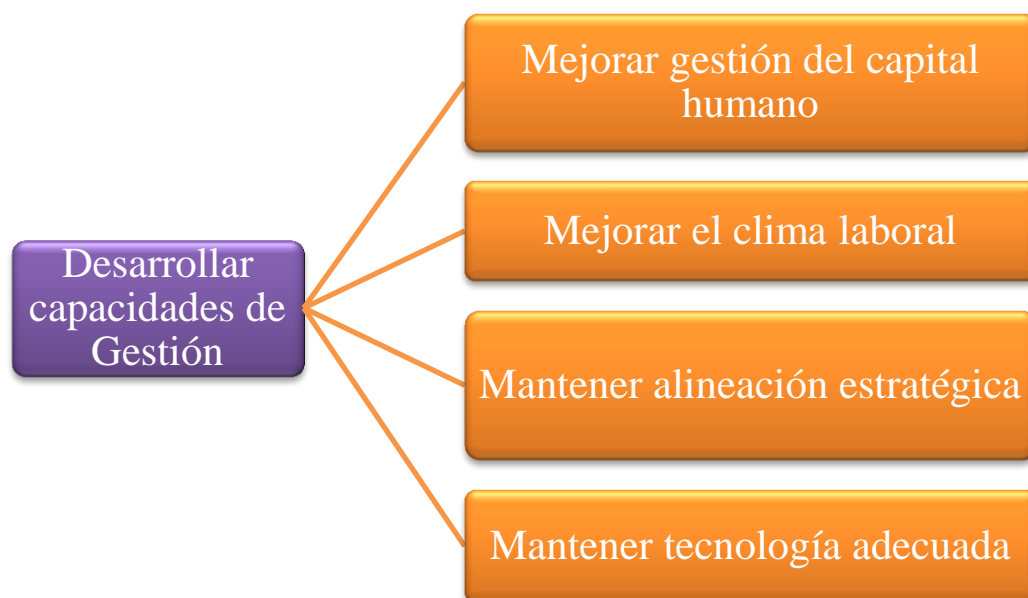 Mejorar gestión del capital
humano
Mejorar el clima laboral
Desarrollar
capacidades de
Gestión
Mantener alineación estratégica
Mantener tecnología adecuada